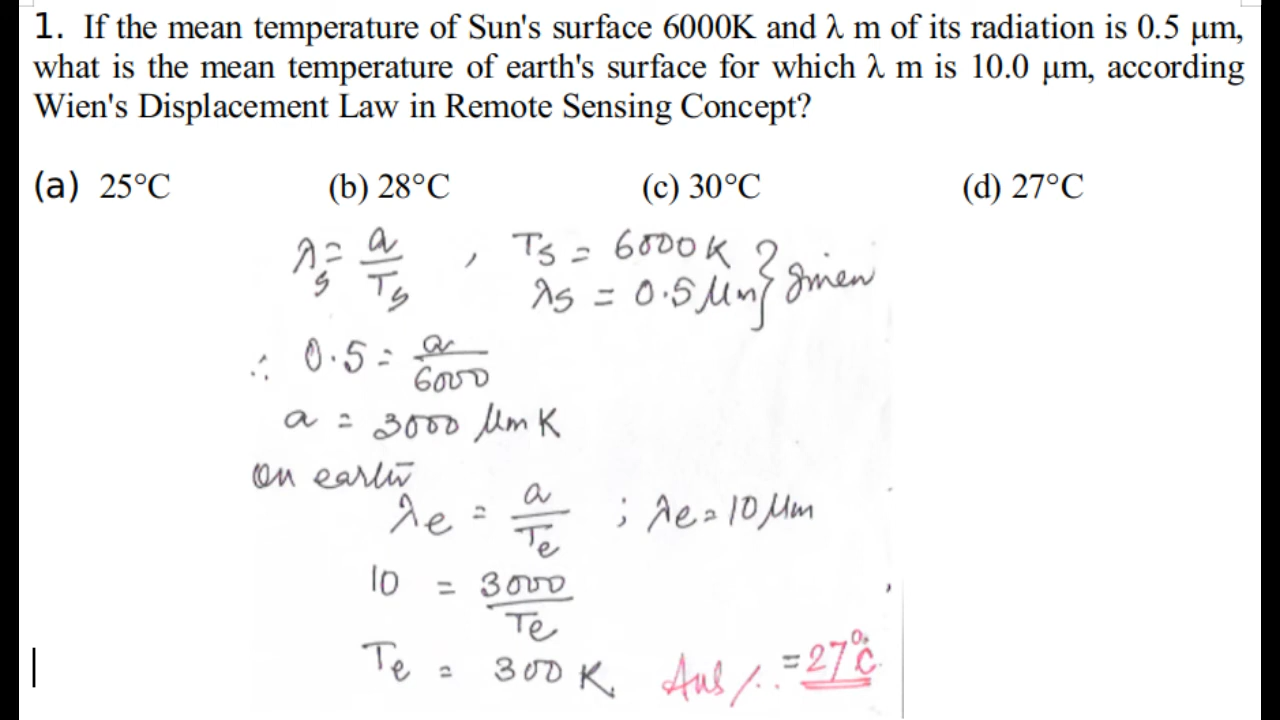 1. If the mean temperature of Sun's surface 6000K and λ m of its radiation is 0.5 μm,
what is the mean temperature of earth's surface for which λ m is 10.0 μm, according
Wien's Displacement Law in Remote Sensing Concept?
(a) 25°C (b) 28°C (c) 30°C (d) 27°C
λs = a/Ts , Ts = 6000 K } given
λs = 0.5 μm
∴ 0.5 = a/6000
a = 3000 μm K
On earth
λe = a/Te ; λe = 10 μm
10 = 3000/Te
Te = 300 K. Ans/.. = 27°C.